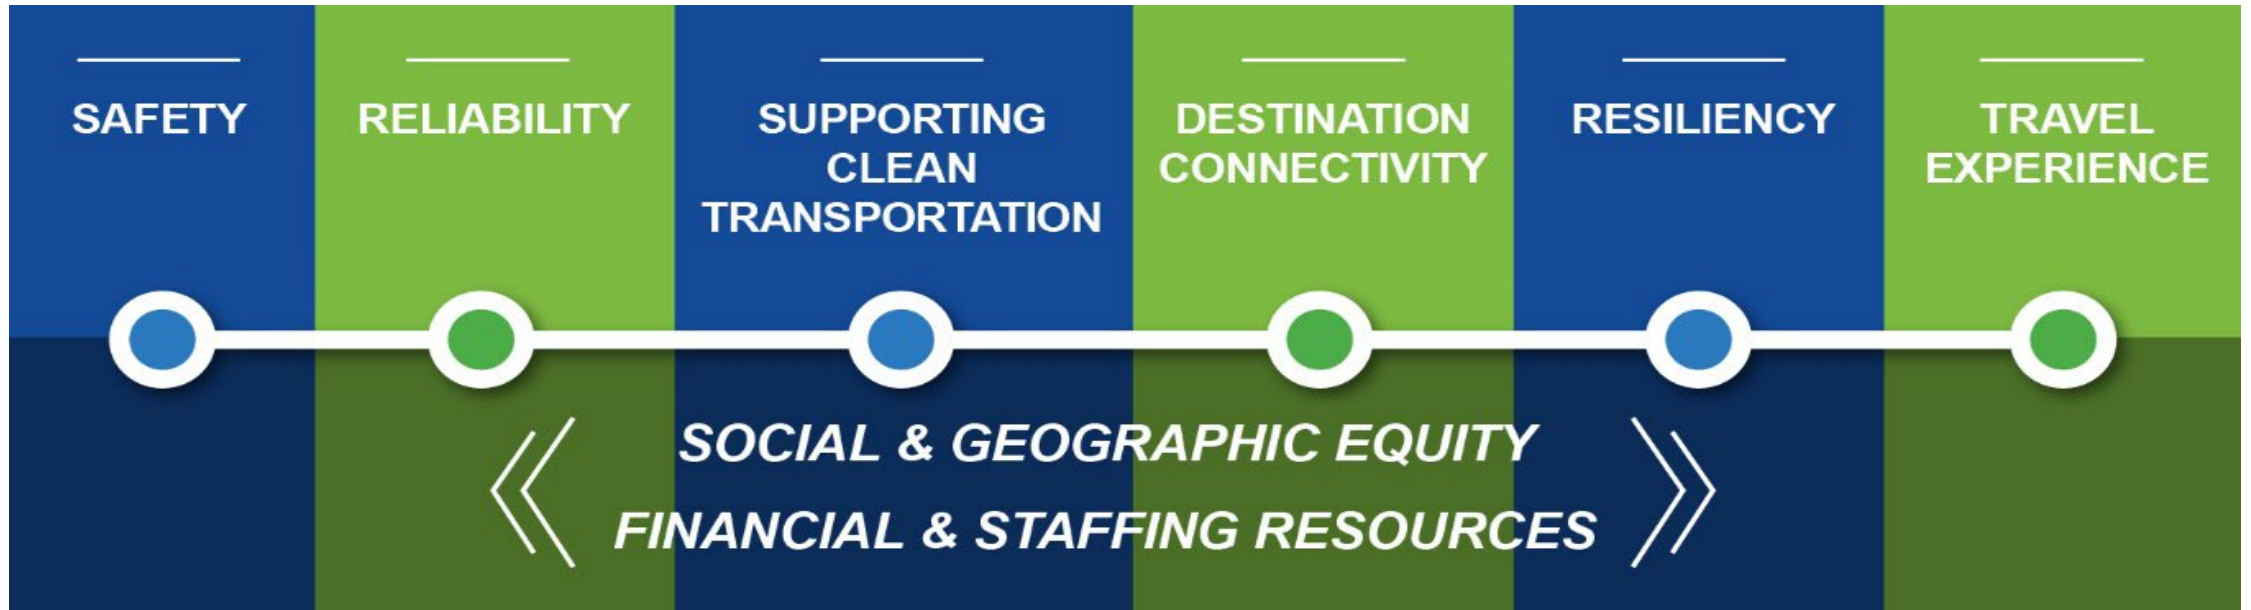 SAFETY
RELIABILITY
SUPPORTING
CLEAN
TRANSPORTATION
DESTINATION
CONNECTIVITY
RESILIENCY
TRAVEL
EXPERIENCE
SOCIAL & GEOGRAPHIC EQUITY
FINANCIAL & STAFFING RESOURCES